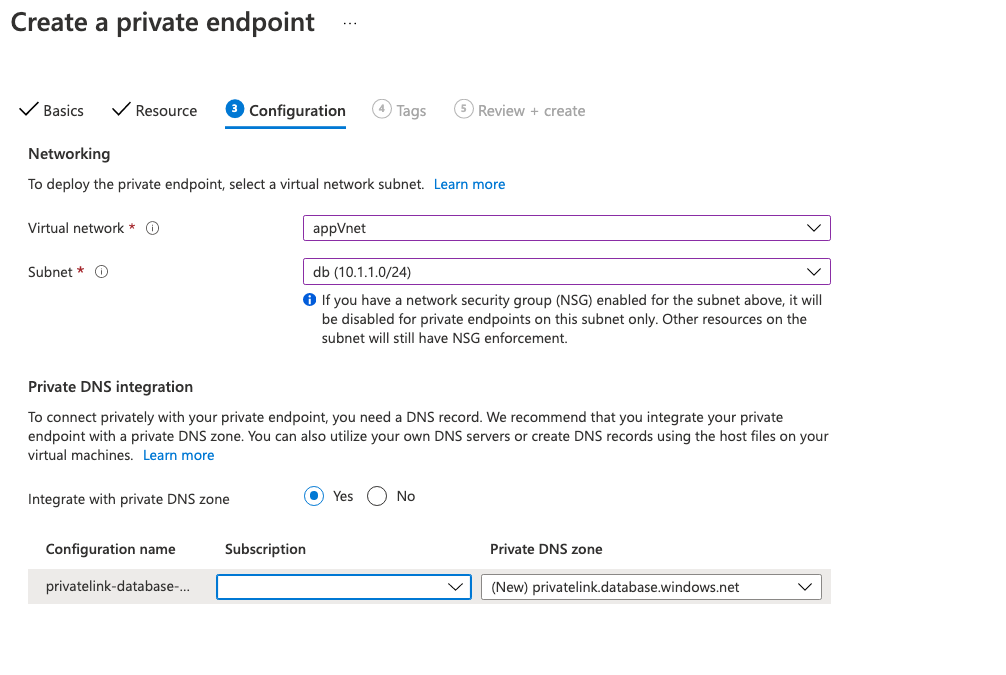 Create a private endpoint ...
Basics Resource 3 Configuration 4 Tags 5 Review + create
Networking
To deploy the private endpoint, select a virtual network subnet. Learn more
Virtual network * i appVnet
Subnet * i db (10.1.1.0/24)
i If you have a network security group (NSG) enabled for the subnet above, it will
be disabled for private endpoints on this subnet only. Other resources on the
subnet will still have NSG enforcement.
Private DNS integration
To connect privately with your private endpoint, you need a DNS record. We recommend that you integrate your private
endpoint with a private DNS zone. You can also utilize your own DNS servers or create DNS records using the host files on your
virtual machines. Learn more
Integrate with private DNS zone Yes No
Configuration name Subscription Private DNS zone
privatelink-database-... (New) privatelink.database.windows.net